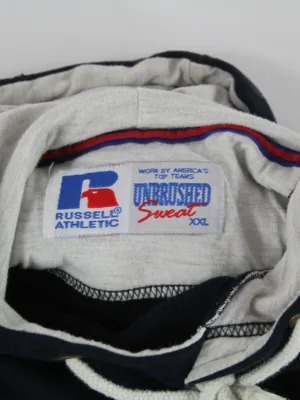 R
RUSSELL®
ATHLETIC
WORN BY AMERICA'S
TOP TEAMS
UNBRUSHED
Sweat
XXL